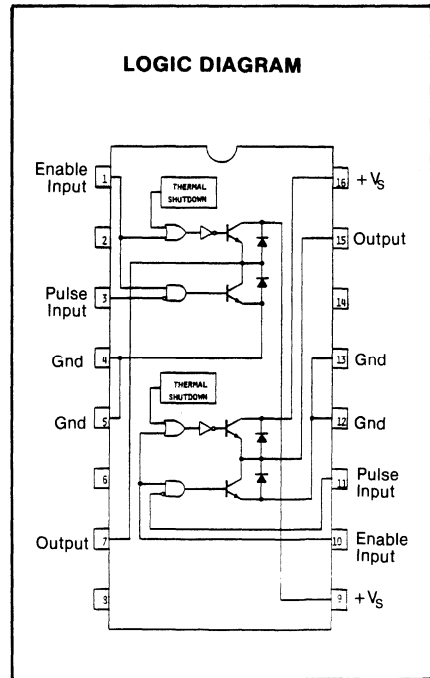 LOGIC DIAGRAM
Enable
Input
1
16
+VS
THERMAL
SHUTDOWN
2
15
Output
Pulse
Input
3
14
Gnd
4
13
Gnd
THERMAL
SHUTDOWN
Gnd
5
12
Gnd
6
11
Pulse
Input
Output
7
10
Enable
Input
8
9
+VS